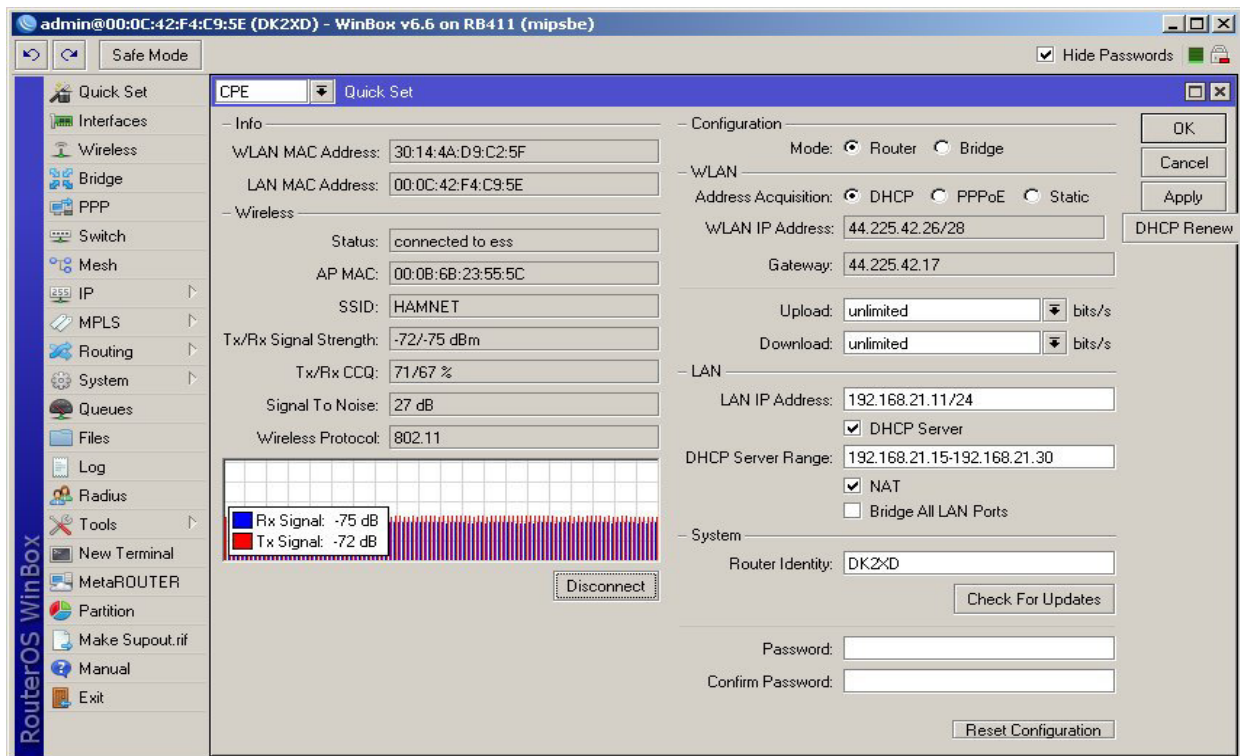 admin@00:0C:42:F4:C9:5E (DK2XD) - WinBox v6.6 on RB411 (mipsbe)
Safe Mode
Hide Passwords
RouterOS WinBox
Quick Set
Interfaces
Wireless
Bridge
PPP
Switch
Mesh
255 IP
MPLS
Routing
System
Queues
Files
Log
Radius
Tools
New Terminal
MetaROUTER
Partition
Make Supout.rif
Manual
Exit
CPE Quick Set
Info
WLAN MAC Address: 30:14:4A:D9:C2:5F
LAN MAC Address: 00:0C:42:F4:C9:5E
Wireless
Status: connected to ess
AP MAC: 00:0B:6B:23:55:5C
SSID: HAMNET
Tx/Rx Signal Strength: -72/-75 dBm
Tx/Rx CCQ: 71/67 %
Signal To Noise: 27 dB
Wireless Protocol: 802.11
Rx Signal: -75 dB
Tx Signal: -72 dB
Disconnect
Configuration
Mode: Router Bridge
WLAN
Address Acquisition: DHCP PPPoE Static
WLAN IP Address: 44.225.42.26/28
Gateway: 44.225.42.17
Upload: unlimited bits/s
Download: unlimited bits/s
LAN
LAN IP Address: 192.168.21.11/24
DHCP Server
DHCP Server Range: 192.168.21.15-192.168.21.30
NAT
Bridge All LAN Ports
System
Router Identity: DK2XD
Check For Updates
Password:
Confirm Password:
Reset Configuration
OK
Cancel
Apply
DHCP Renew